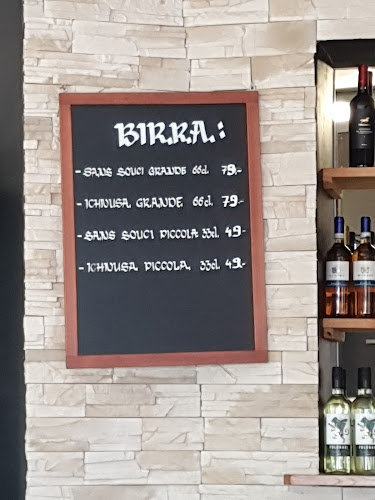 BIRRA:
- SANS SOUCI GRANDE 66cl. 79.-
- ICHNUSA GRANDE 66cl. 79.-
- SANS SOUCI PICCOLA 33cl. 49.-
- ICHNUSA PICCOLA. 33cl. 49.-